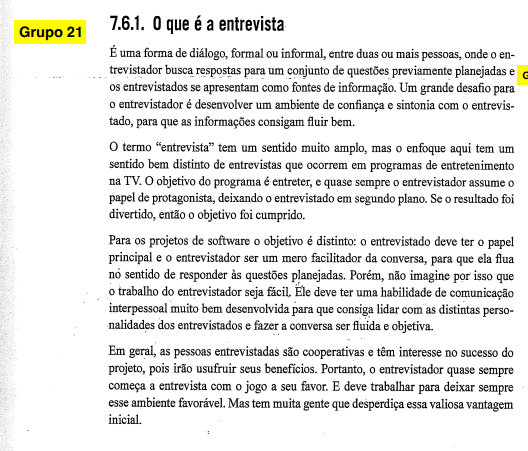 Grupo 21
7.6.1. O que é a entrevista
É uma forma de diálogo, formal ou informal, entre duas ou mais pessoas, onde o en-
trevistador busca respostas para um conjunto de questões previamente planejadas e
os entrevistados se apresentam como fontes de informação. Um grande desafio para
o entrevistador é desenvolver um ambiente de confiança e sintonia com o entrevis-
tado, para que as informações consigam fluir bem.
O termo “entrevista” tem um sentido muito amplo, mas o enfoque aqui tem um
sentido bem distinto de entrevistas que ocorrem em programas de entretenimento
na TV. O objetivo do programa é entreter, e quase sempre o entrevistador assume o
papel de protagonista, deixando o entrevistado em segundo plano. Se o resultado foi
divertido, então o objetivo foi cumprido.
Para os projetos de software o objetivo é distinto: o entrevistado deve ter o papel
principal e o entrevistador ser um mero facilitador da conversa, para que ela flua
no sentido de responder às questões planejadas. Porém, não imagine por isso que
o trabalho do entrevistador seja fácil. Ele deve ter uma habilidade de comunicação
interpessoal muito bem desenvolvida para que consiga lidar com as distintas perso-
nalidades dos entrevistados e fazer a conversa ser fluida e objetiva.
Em geral, as pessoas entrevistadas são cooperativas e têm interesse no sucesso do
projeto, pois irão usufruir seus benefícios. Portanto, o entrevistador quase sempre
começa a entrevista com o jogo a seu favor. E deve trabalhar para deixar sempre
esse ambiente favorável. Mas tem muita gente que desperdiça essa valiosa vantagem
inicial.